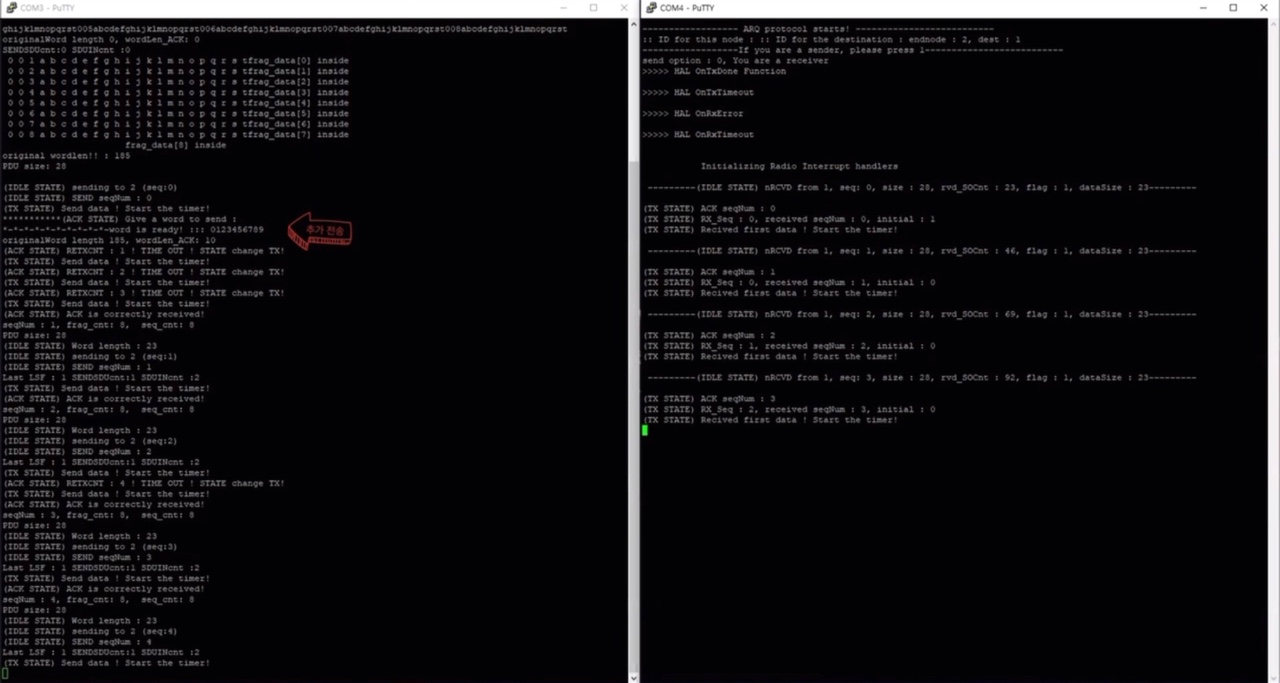 COM3 - PuTTY
ghijklmnopqrst005abcdefghijklmnopqrst006abcdefghijklmnopqrst007abcdefghijklmnopqrst008abcdefghijklmnopqrst
originalWord length 0, wordLen_ACK: 0
SENDSDUcnt:0 SDUINcnt :0
0 0 1 a b c d e f g h i j k l m n o p q r s tfrag_data[0] inside
0 0 2 a b c d e f g h i j k l m n o p q r s tfrag_data[1] inside
0 0 3 a b c d e f g h i j k l m n o p q r s tfrag_data[2] inside
0 0 4 a b c d e f g h i j k l m n o p q r s tfrag_data[3] inside
0 0 5 a b c d e f g h i j k l m n o p q r s tfrag_data[4] inside
0 0 6 a b c d e f g h i j k l m n o p q r s tfrag_data[5] inside
0 0 7 a b c d e f g h i j k l m n o p q r s tfrag_data[6] inside
0 0 8 a b c d e f g h i j k l m n o p q r s tfrag_data[7] inside
frag_data[8] inside
original wordlen!! : 185
PDU size: 28
(IDLE STATE) sending to 2 (seq:0)
(IDLE STATE) SEND seqNum : 0
(TX STATE) Send data ! Start the timer!
***********(ACK STATE) Give a word to send :
*-*-*-*-*-*-*-*-*-*-word is ready! ::: 0123456789
추가 전송
originalWord length 185, wordLen_ACK: 10
(ACK STATE) RETXCNT : 1 ! TIME OUT ! STATE change TX!
(TX STATE) Send data ! Start the timer!
(ACK STATE) RETXCNT : 2 ! TIME OUT ! STATE change TX!
(TX STATE) Send data ! Start the timer!
(ACK STATE) RETXCNT : 3 ! TIME OUT ! STATE change TX!
(TX STATE) Send data ! Start the timer!
(ACK STATE) ACK is correctly received!
seqNum : 1, frag_cnt: 8,  seq_cnt: 8
PDU size: 28
(IDLE STATE) Word length : 23
(IDLE STATE) sending to 2 (seq:1)
(IDLE STATE) SEND seqNum : 1
Last LSF : 1 SENDSDUcnt:1 SDUINcnt :2
(TX STATE) Send data ! Start the timer!
(ACK STATE) ACK is correctly received!
seqNum : 2, frag_cnt: 8,  seq_cnt: 8
PDU size: 28
(IDLE STATE) Word length : 23
(IDLE STATE) sending to 2 (seq:2)
(IDLE STATE) SEND seqNum : 2
Last LSF : 1 SENDSDUcnt:1 SDUINcnt :2
(TX STATE) Send data ! Start the timer!
(ACK STATE) RETXCNT : 4 ! TIME OUT ! STATE change TX!
(TX STATE) Send data ! Start the timer!
(ACK STATE) ACK is correctly received!
seqNum : 3, frag_cnt: 8,  seq_cnt: 8
PDU size: 28
(IDLE STATE) Word length : 23
(IDLE STATE) sending to 2 (seq:3)
(IDLE STATE) SEND seqNum : 3
Last LSF : 1 SENDSDUcnt:1 SDUINcnt :2
(TX STATE) Send data ! Start the timer!
(ACK STATE) ACK is correctly received!
seqNum : 4, frag_cnt: 8,  seq_cnt: 8
PDU size: 28
(IDLE STATE) Word length : 23
(IDLE STATE) sending to 2 (seq:4)
(IDLE STATE) SEND seqNum : 4
Last LSF : 1 SENDSDUcnt:1 SDUINcnt :2
(TX STATE) Send data ! Start the timer!
COM4 - PuTTY
------------------ ARQ protocol starts! --------------------------
:: ID for this node : :: ID for the destination : endnode : 2, dest : 1
------------------If you are a sender, please press 1--------------------------
send option : 0, You are a receiver
>>>>> HAL OnTxDone Function
>>>>> HAL OnTxTimeout
>>>>> HAL OnRxError
>>>>> HAL OnRxTimeout
Initializing Radio Interrupt handlers
---------(IDLE STATE) nRCVD from 1, seq: 0, size : 28, rvd_SOCnt : 23, flag : 1, dataSize : 23---------
(TX STATE) ACK seqNum : 0
(TX STATE) RX_Seq : 0, received seqNum : 0, initial : 1
---------(IDLE STATE) nRCVD from 1, seq: 1, size : 28, rvd_SOCnt : 46, flag : 1, dataSize : 23---------
(TX STATE) ACK seqNum : 1
(TX STATE) RX_Seq : 0, received seqNum : 1, initial : 0
(TX STATE) Recived first data ! Start the timer!
---------(IDLE STATE) nRCVD from 1, seq: 2, size : 28, rvd_SOCnt : 69, flag : 1, dataSize : 23---------
(TX STATE) ACK seqNum : 2
(TX STATE) RX_Seq : 1, received seqNum : 2, initial : 0
(TX STATE) Recived first data ! Start the timer!
---------(IDLE STATE) nRCVD from 1, seq: 3, size : 28, rvd_SOCnt : 92, flag : 1, dataSize : 23---------
(TX STATE) ACK seqNum : 3
(TX STATE) RX_Seq : 2, received seqNum : 3, initial : 0
(TX STATE) Recived first data ! Start the timer!